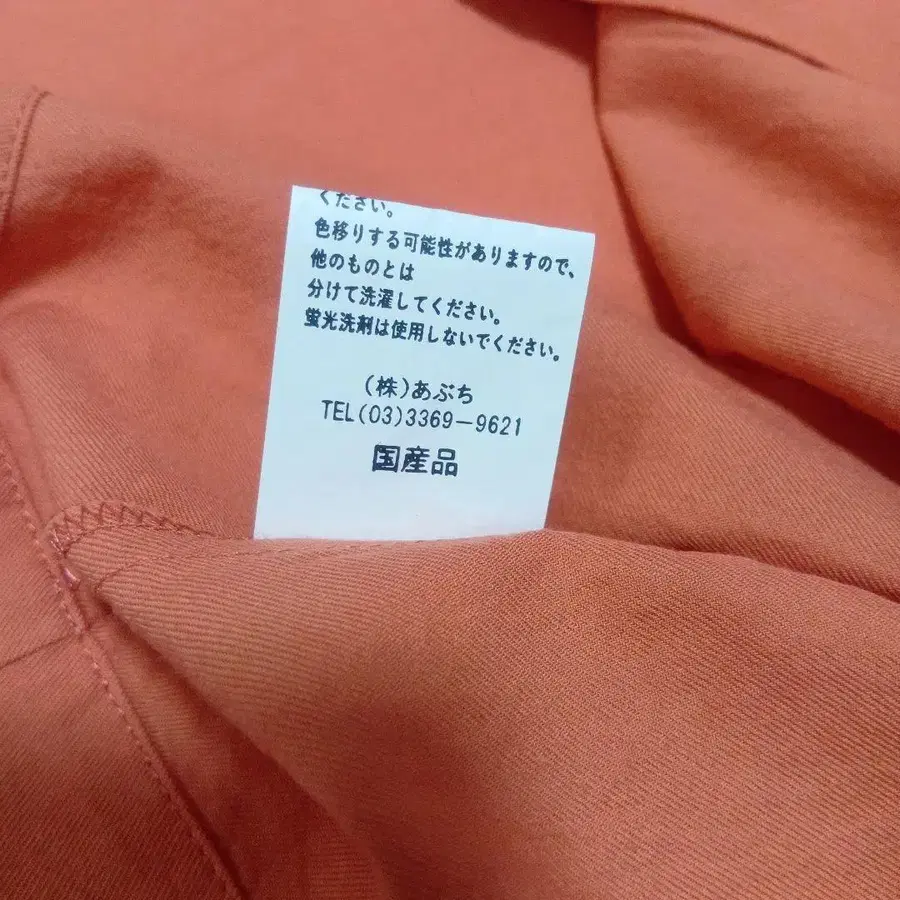 ください。
色移りする可能性がありますので、
他のものとは
分けて洗濯してください。
蛍光洗剤は使用しないでください。
(株)あぶち
TEL(03)3369-9621
国産品